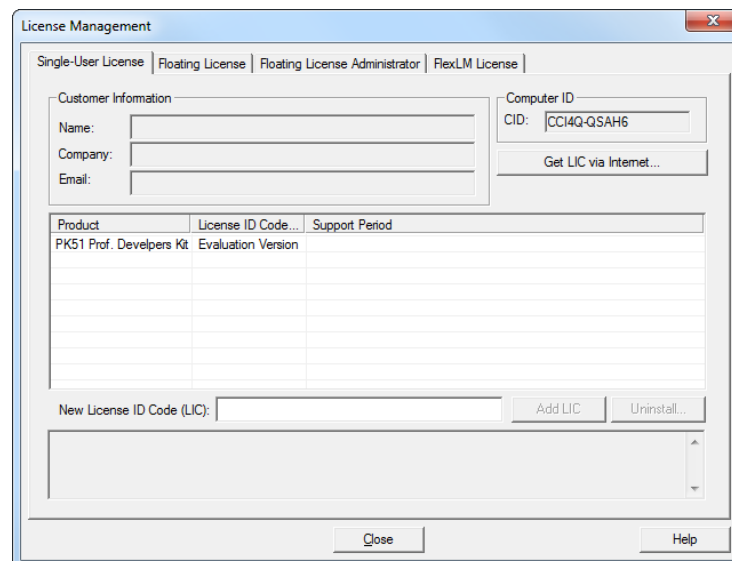 License Management
Single-User License
Floating License
Floating License Administrator
FlexLM License
Customer Information
Name:
Company:
Email:
Computer ID
CID: CCI4Q-QSAH6
Get LIC via Internet...
Product License ID Code... Support Period
PK51 Prof. Develpers Kit Evaluation Version
New License ID Code (LIC):
Add LIC
Uninstall...
Close
Help